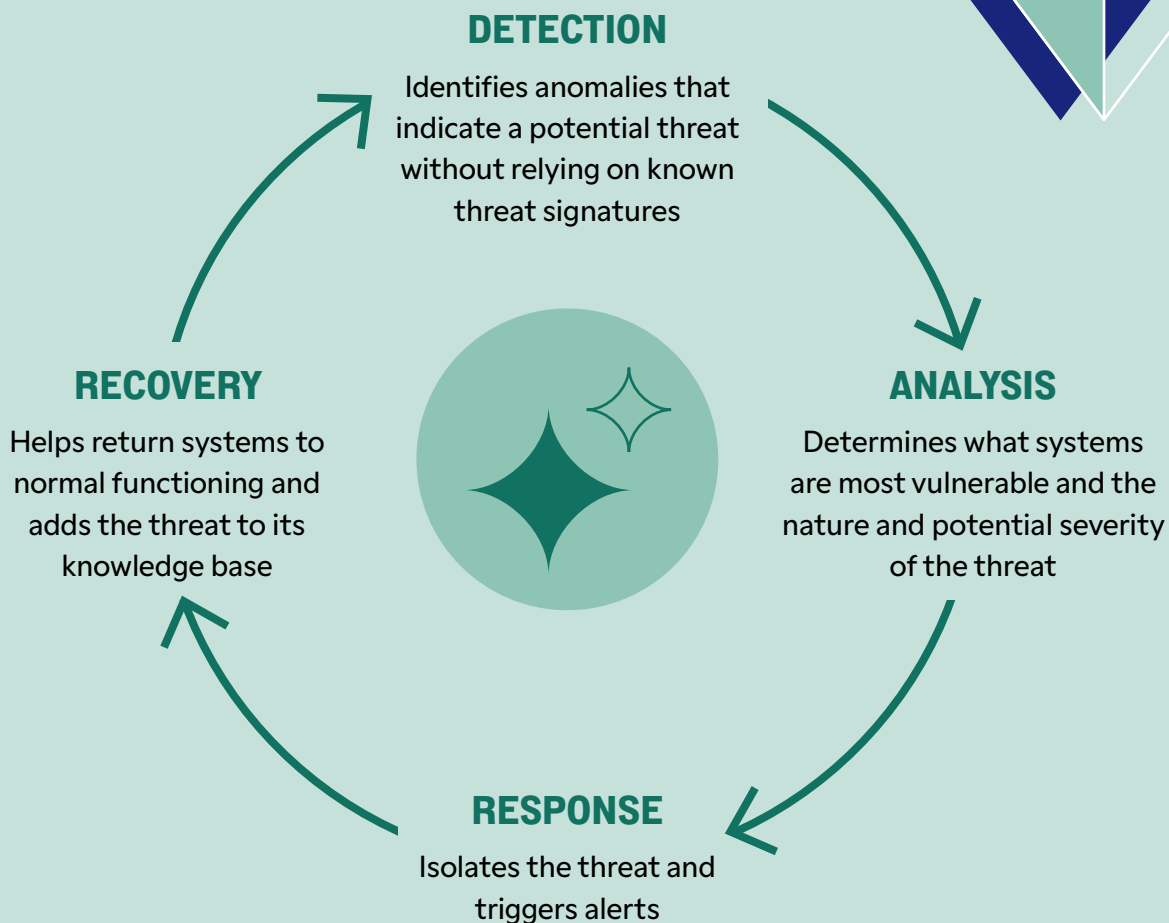 DETECTION
Identifies anomalies that
indicate a potential threat
without relying on known
threat signatures
ANALYSIS
Determines what systems
are most vulnerable and the
nature and potential severity
of the threat
RESPONSE
Isolates the threat and
triggers alerts
RECOVERY
Helps return systems to
normal functioning and
adds the threat to its
knowledge base